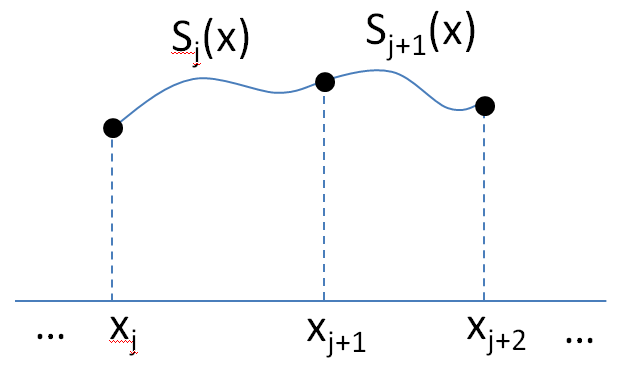 Sⱼ(x) Sⱼ₊₁(x)
... xⱼ xⱼ₊₁ xⱼ₊₂ ...